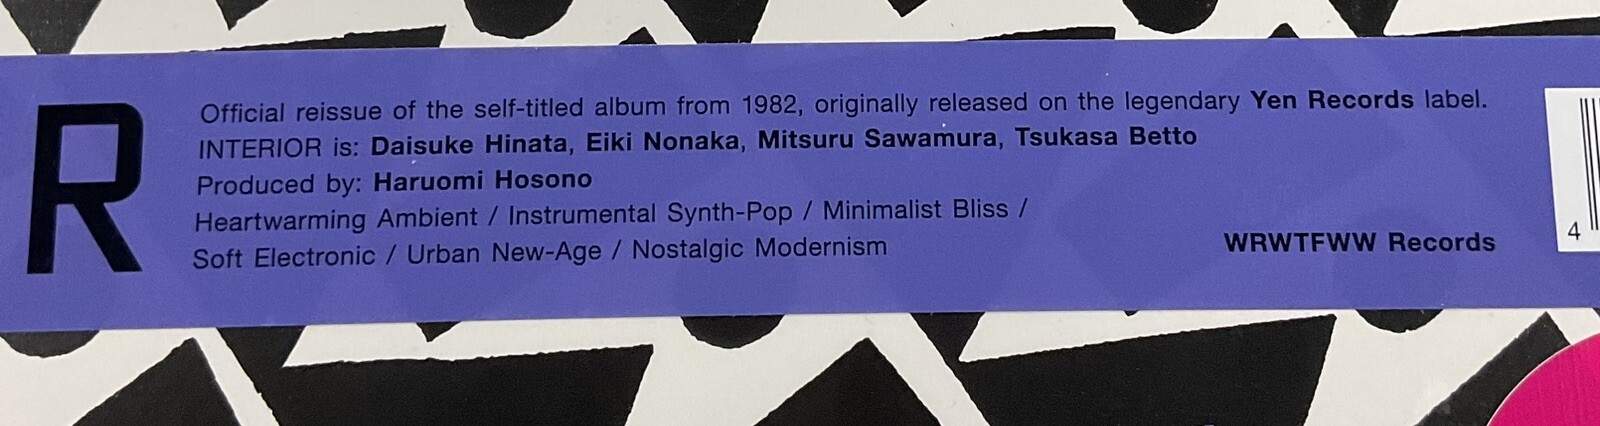 R
Official reissue of the self-titled album from 1982, originally released on the legendary Yen Records label.
INTERIOR is: Daisuke Hinata, Eiki Nonaka, Mitsuru Sawamura, Tsukasa Betto
Produced by: Haruomi Hosono
Heartwarming Ambient / Instrumental Synth-Pop / Minimalist Bliss /
Soft Electronic / Urban New-Age / Nostalgic Modernism
WRWTFWW Records
4